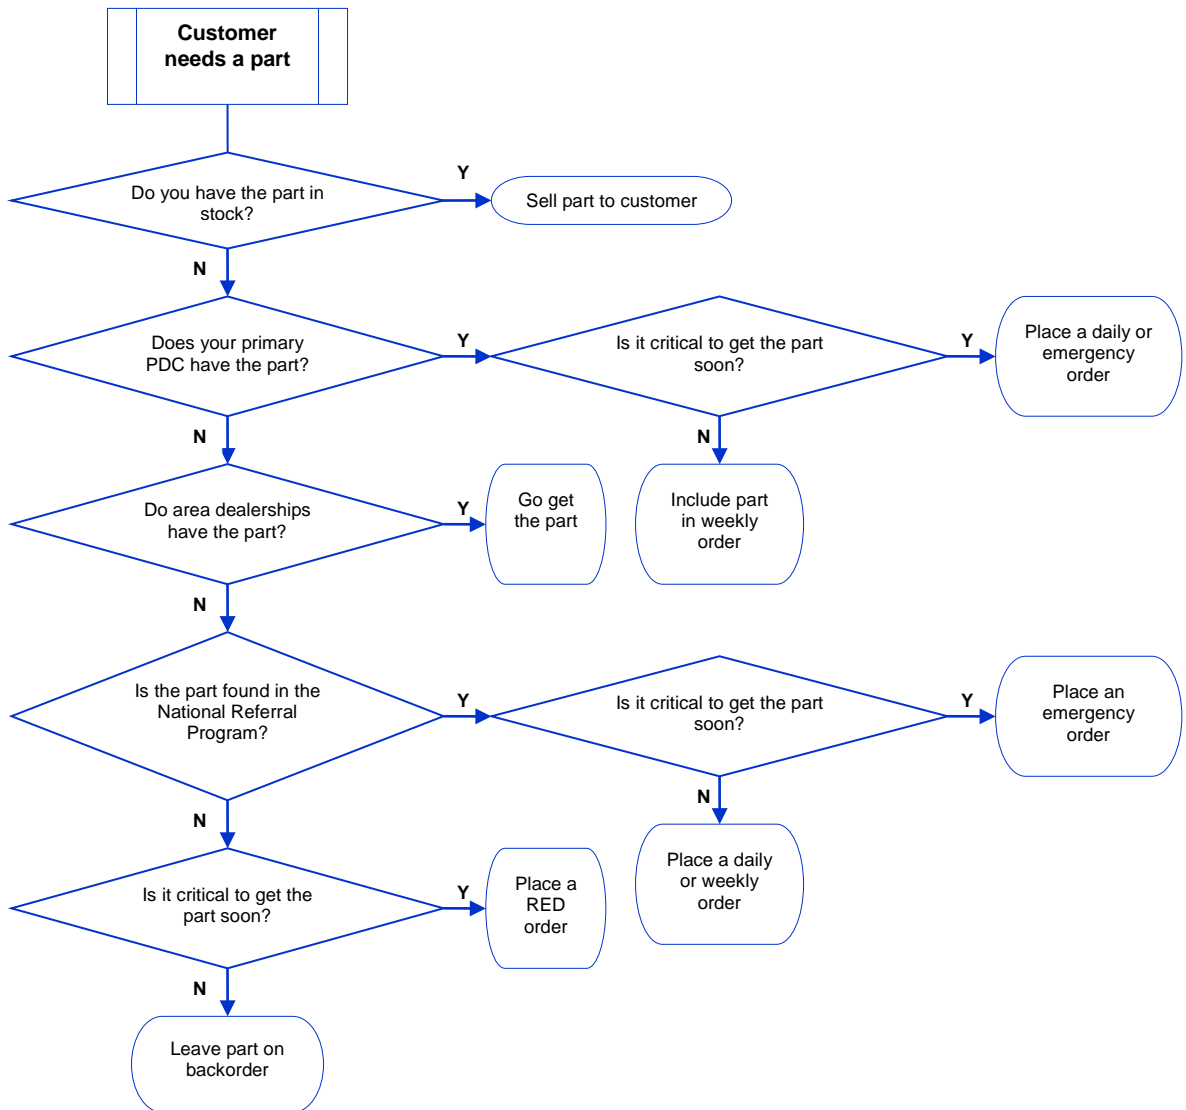 Customer
needs a part
Do you have the part in
stock?
Y
Sell part to customer
N
Does your primary
PDC have the part?
Y
Is it critical to get the part
soon?
Y
Place a daily or
emergency
order
N
N
Do area dealerships
have the part?
Y
Go get
the part
Include part
in weekly
order
N
Is the part found in the
National Referral
Program?
Y
Is it critical to get the part
soon?
Y
Place an
emergency
order
N
N
Is it critical to get the
part soon?
Y
Place a
RED
order
Place a daily
or weekly
order
N
Leave part on
backorder